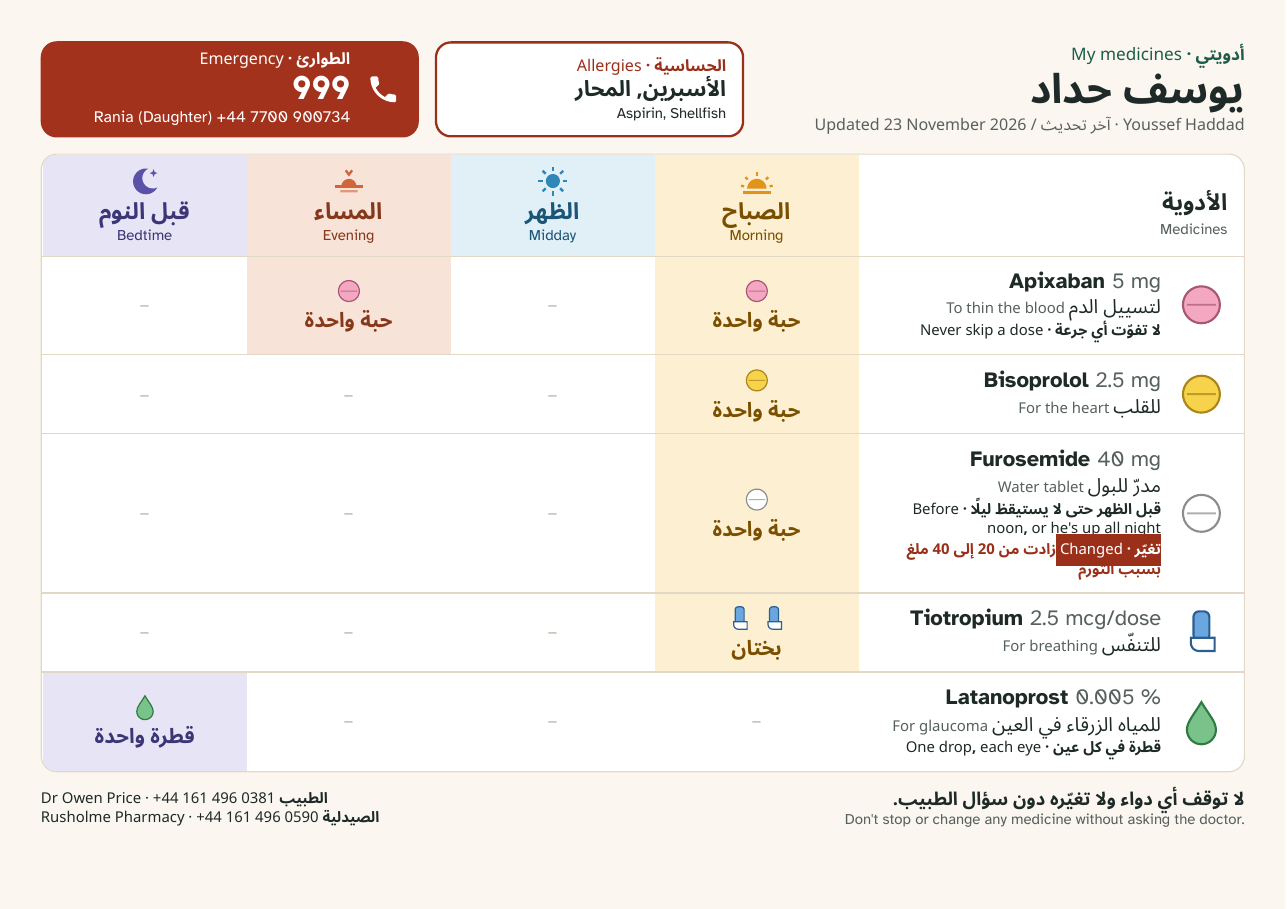 أدويتي · My medicines
يوسف حداد
Youssef Haddad · آخر تحديث / Updated 23 November 2026
الحساسية · Allergies
الأسبرين, المحار
Aspirin, Shellfish
الطوارئ · Emergency
999
Rania (Daughter) +44 7700 900734
الأدوية
Medicines
الصباح
Morning
الظهر
Midday
المساء
Evening
قبل النوم
Bedtime
Apixaban 5 mg
لتسييل الدم To thin the blood
لا تفوّت أي جرعة · Never skip a dose
حبة واحدة
–
حبة واحدة
–
Bisoprolol 2.5 mg
للقلب For the heart
حبة واحدة
–
–
–
Furosemide 40 mg
مدرّ للبول Water tablet
قبل الظهر حتى لا يستيقظ ليلًا · Before
noon, or he's up all night
تغيّر · Changed زادت من 20 إلى 40 ملغ
بسبب التورم
حبة واحدة
–
–
–
Tiotropium 2.5 mcg/dose
للتنفّس For breathing
بختان
–
–
–
Latanoprost 0.005 %
للمياه الزرقاء في العين For glaucoma
قطرة في كل عين · One drop, each eye
–
–
–
قطرة واحدة
لا توقف أي دواء ولا تغيّره دون سؤال الطبيب.
Don't stop or change any medicine without asking the doctor.
الطبيب Dr Owen Price · +44 161 496 0381
الصيدلية Rusholme Pharmacy · +44 161 496 0590